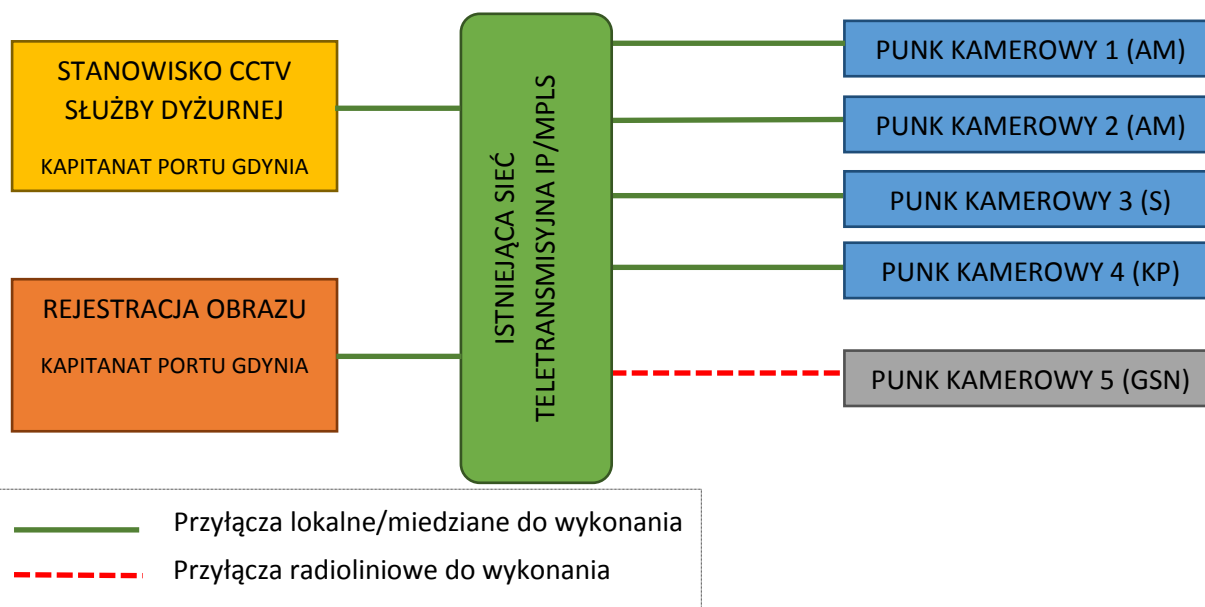 STANOWISKO CCTV
SŁUŻBY DYŻURNEJ
KAPITANAT PORTU GDYNIA
REJESTRACJA OBRAZU
KAPITANAT PORTU GDYNIA
ISTNIEJĄCA SIEĆ
TELETRANSMISYJNA IP/MPLS
PUNK KAMEROWY 1 (AM)
PUNK KAMEROWY 2 (AM)
PUNK KAMEROWY 3 (S)
PUNK KAMEROWY 4 (KP)
PUNK KAMEROWY 5 (GSN)
Przyłącza lokalne/miedziane do wykonania
Przyłącza radioliniowe do wykonania